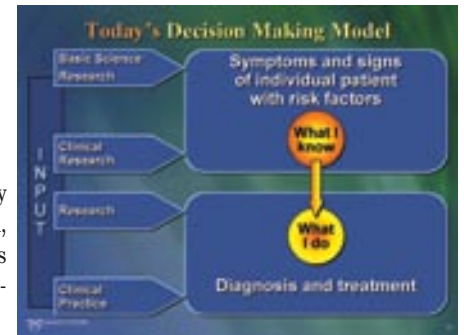 Today's Decision Making Model
Basic Science
Research
Symptoms and signs
of individual patient
with risk factors
What I
know
Clinical
Research
INPUT
Research
What
I do
Diagnosis and treatment
Clinical
Practice
y
,
s
-